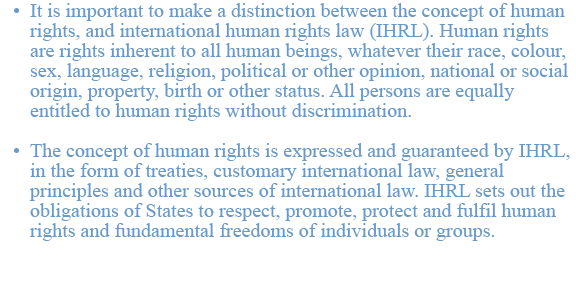 • It is important to make a distinction between the concept of human
rights, and international human rights law (IHRL). Human rights
are rights inherent to all human beings, whatever their race, colour,
sex, language, religion, political or other opinion, national or social
origin, property, birth or other status. All persons are equally
entitled to human rights without discrimination.
• The concept of human rights is expressed and guaranteed by IHRL,
in the form of treaties, customary international law, general
principles and other sources of international law. IHRL sets out the
obligations of States to respect, promote, protect and fulfil human
rights and fundamental freedoms of individuals or groups.